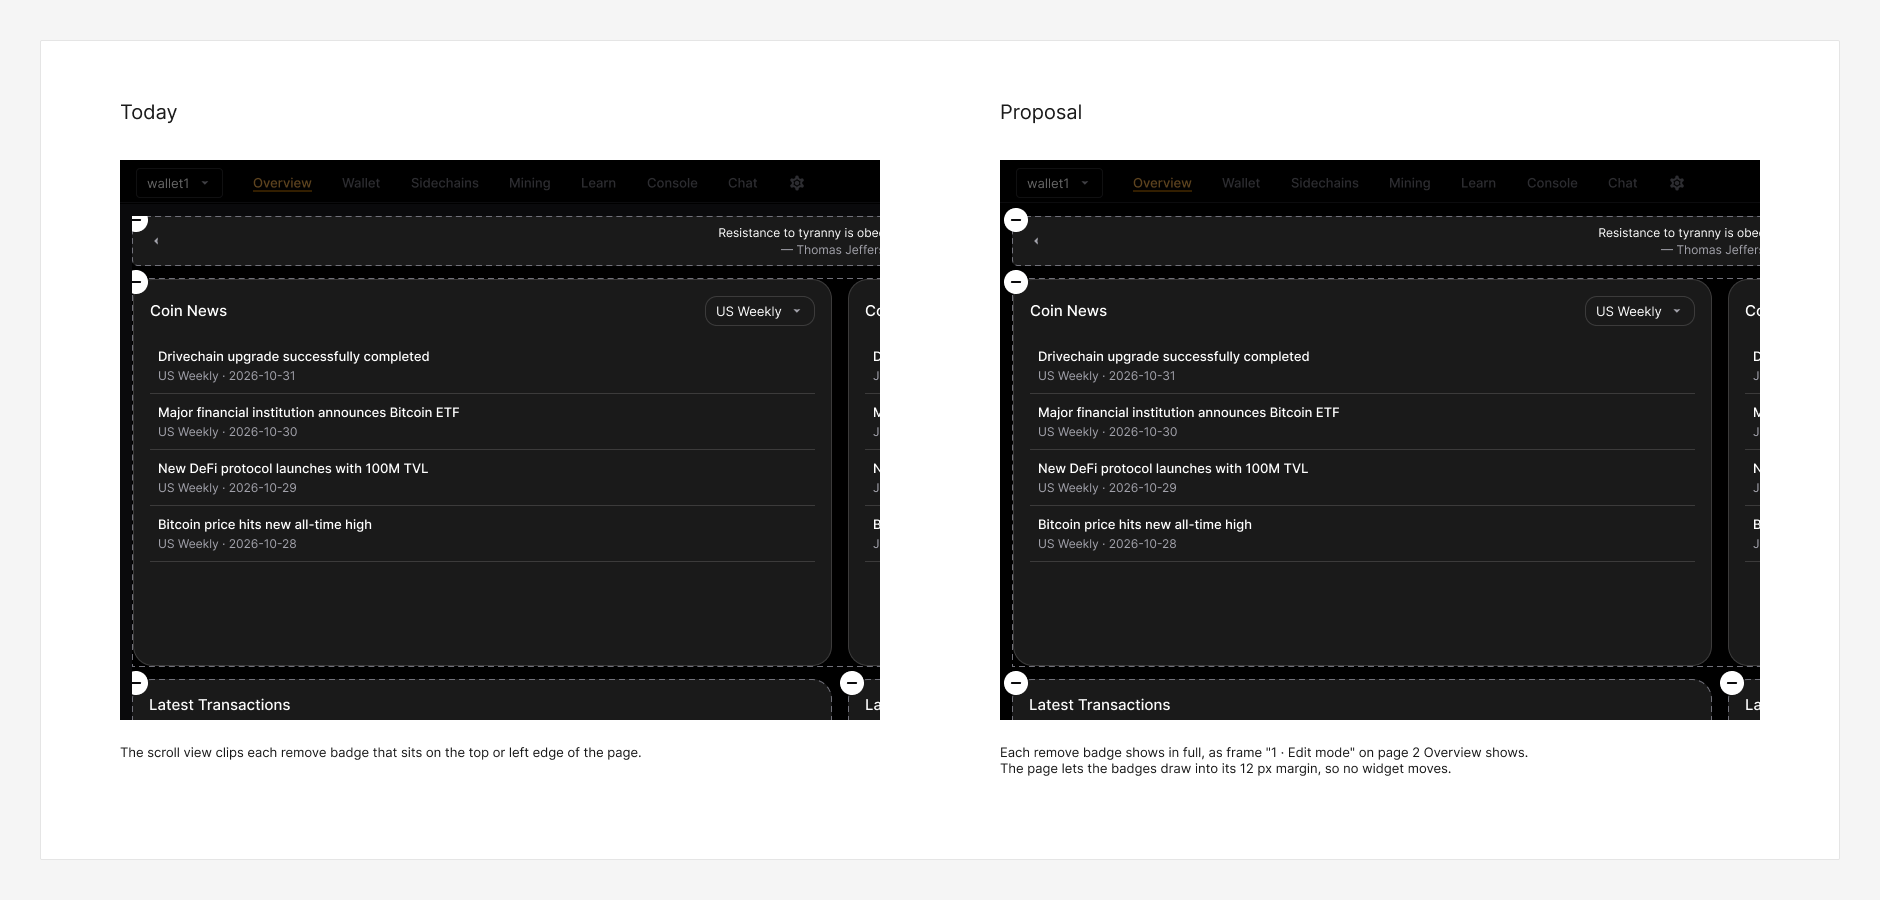 Today
wallet1
Overview
Wallet
Sidechains
Mining
Learn
Console
Chat
Resistance to tyranny is obe
— Thomas Jeffers
Coin News
US Weekly
Co
Drivechain upgrade successfully completed
US Weekly · 2026-10-31
D
J
Major financial institution announces Bitcoin ETF
US Weekly · 2026-10-30
M
J
New DeFi protocol launches with 100M TVL
US Weekly · 2026-10-29
N
J
Bitcoin price hits new all-time high
US Weekly · 2026-10-28
B
J
Latest Transactions
La
The scroll view clips each remove badge that sits on the top or left edge of the page.
Proposal
wallet1
Overview
Wallet
Sidechains
Mining
Learn
Console
Chat
Resistance to tyranny is obe
— Thomas Jeffers
Coin News
US Weekly
Co
Drivechain upgrade successfully completed
US Weekly · 2026-10-31
D
J
Major financial institution announces Bitcoin ETF
US Weekly · 2026-10-30
M
J
New DeFi protocol launches with 100M TVL
US Weekly · 2026-10-29
N
J
Bitcoin price hits new all-time high
US Weekly · 2026-10-28
B
J
Latest Transactions
La
Each remove badge shows in full, as frame "1 · Edit mode" on page 2 Overview shows.
The page lets the badges draw into its 12 px margin, so no widget moves.